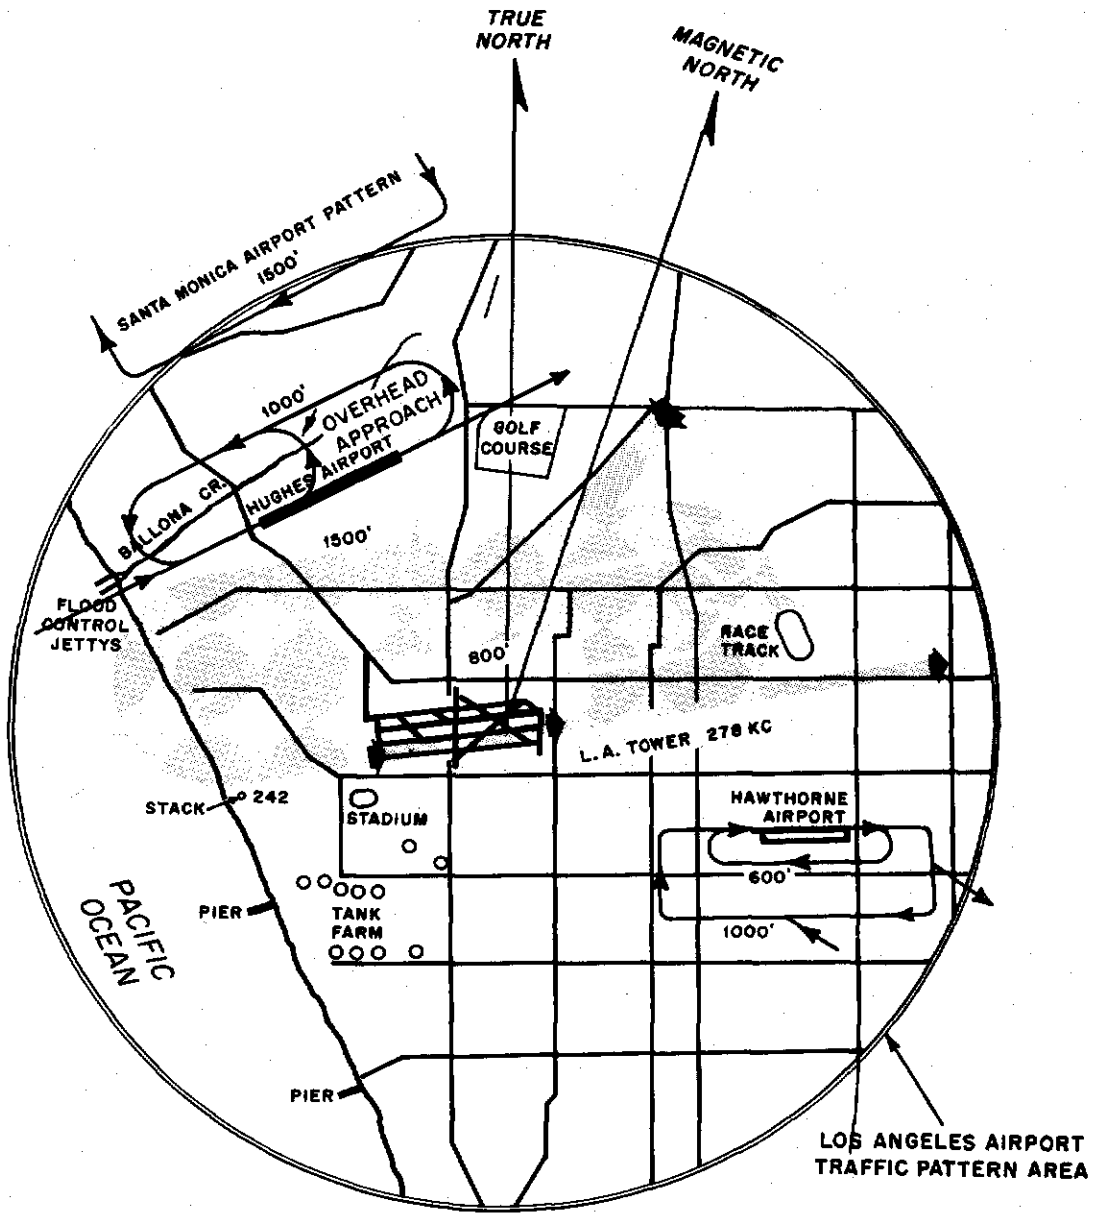 TRUE
NORTH
MAGNETIC
NORTH
SANTA MONICA AIRPORT PATTERN
1500'
1000'
OVERHEAD
APPROACH
HUGHES AIRPORT
BALLONA CR.
GOLF
COURSE
1500'
FLOOD
CONTROL
JETTYS
RACE
TRACK
800'
L.A. TOWER 278 KC
STACK
242
STADIUM
HAWTHORNE
AIRPORT
600'
1000'
PACIFIC
OCEAN
PIER
TANK
FARM
PIER
LOS ANGELES AIRPORT
TRAFFIC PATTERN AREA